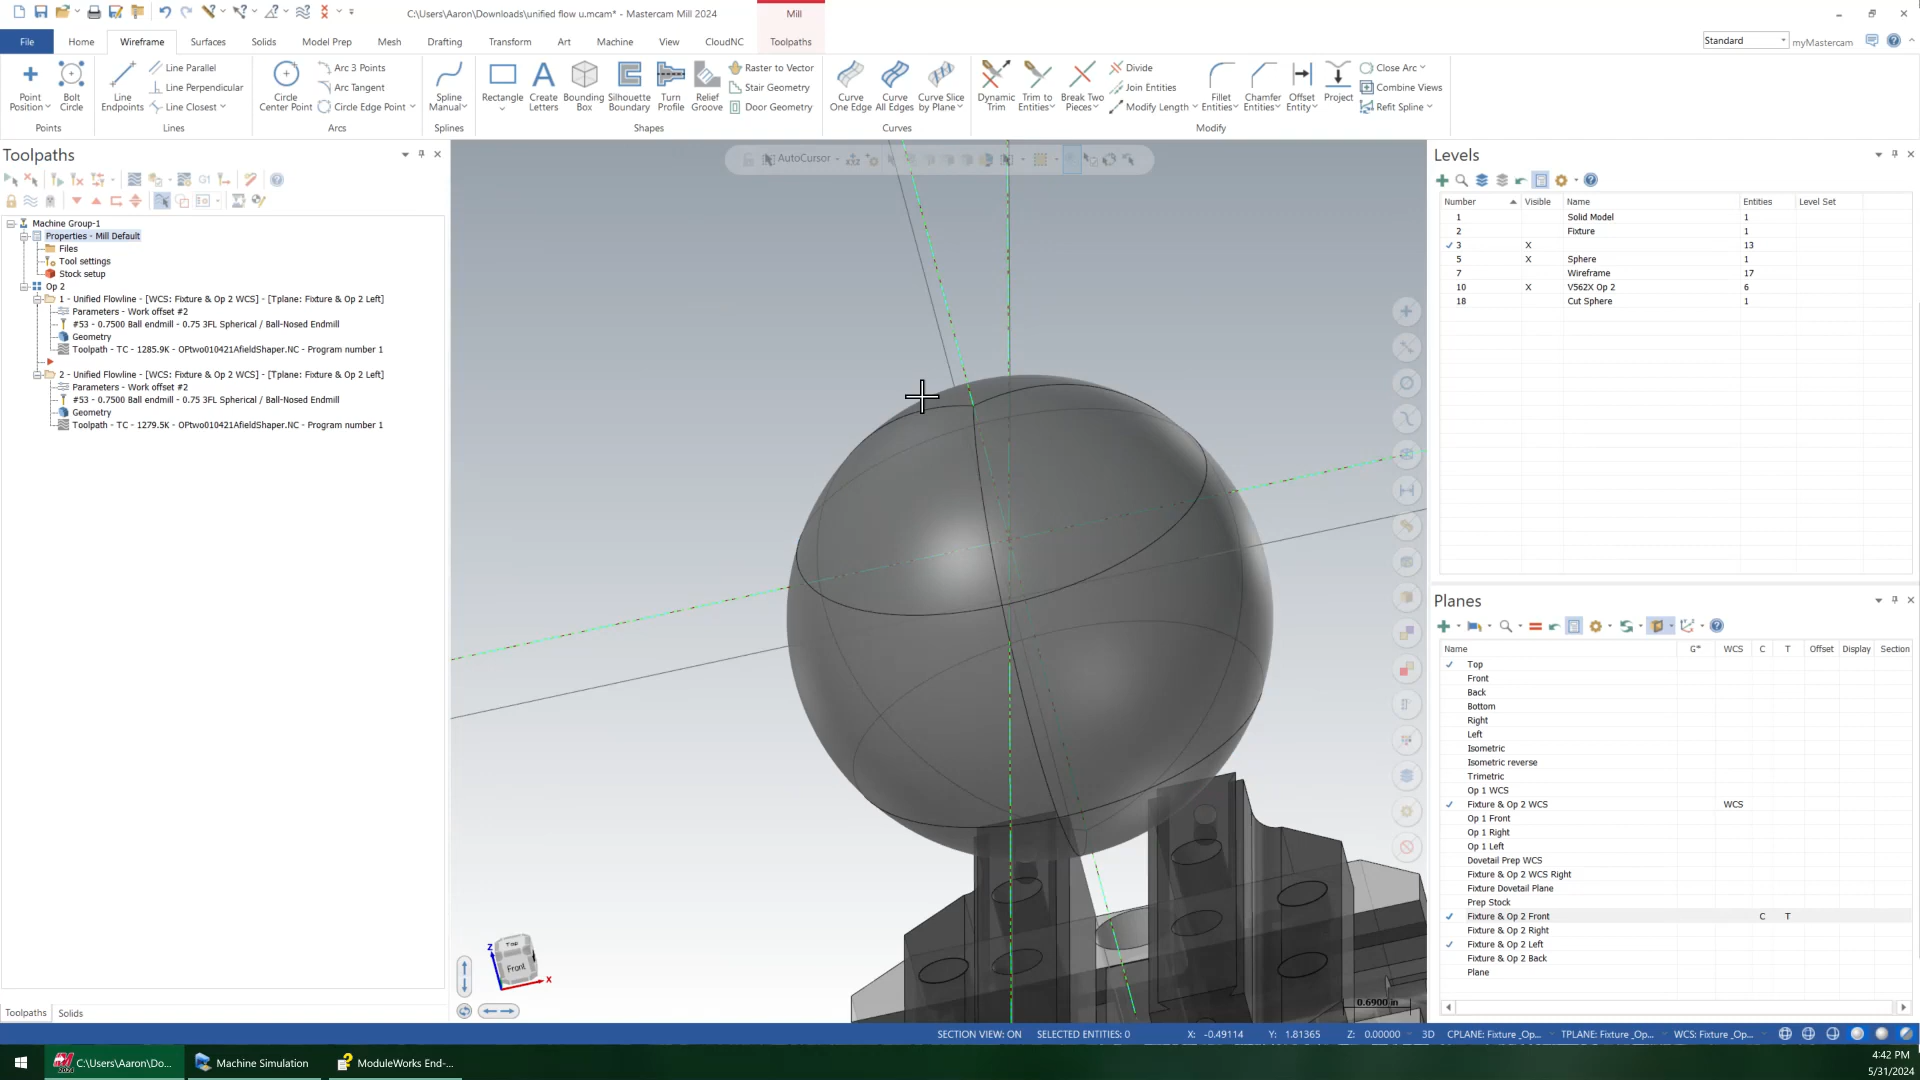 C:\Users\Aaron\Downloads\unified flow u.mcam* - Mastercam Mill 2024
Mill
File
Home
Wireframe
Surfaces
Solids
Model Prep
Mesh
Drafting
Transform
Art
Machine
View
CloudNC
Toolpaths
Standard
myMastercam
Point Position
Bolt Circle
Points
Line Endpoints
Line Parallel
Line Perpendicular
Line Closest
Lines
Circle Center Point
Arc 3 Points
Arc Tangent
Circle Edge Point
Arcs
Spline Manual
Splines
Rectangle
Create Letters
Bounding Box
Silhouette Boundary
Turn Profile
Relief Groove
Raster to Vector
Stair Geometry
Door Geometry
Shapes
Curve One Edge
Curve All Edges
Curve Slice by Plane
Curves
Dynamic Trim
Trim to Entities
Break Two Pieces
Divide
Join Entities
Modify Length
Fillet Entities
Chamfer Entities
Offset Entity
Project
Close Arc
Combine Views
Refit Spline
Modify
Toolpaths
G1
Machine Group-1
Properties - Mill Default
Files
Tool settings
Stock setup
Op 2
1 - Unified Flowline - [WCS: Fixture & Op 2 WCS] - [Tplane: Fixture & Op 2 Left]
Parameters - Work offset #2
#53 - 0.7500 Ball endmill - 0.75 3FL Spherical / Ball-Nosed Endmill
Geometry
Toolpath - TC - 1285.9K - OPtwo010421AfieldShaper.NC - Program number 1
2 - Unified Flowline - [WCS: Fixture & Op 2 WCS] - [Tplane: Fixture & Op 2 Left]
Parameters - Work offset #2
#53 - 0.7500 Ball endmill - 0.75 3FL Spherical / Ball-Nosed Endmill
Geometry
Toolpath - TC - 1279.5K - OPtwo010421AfieldShaper.NC - Program number 1
Toolpaths
Solids
AutoCursor
Z
Top
Front
X
0.6900 in
Levels
Number Visible Name Entities Level Set
1 Solid Model 1
2 Fixture 1
3 X 13
5 X Sphere 1
7 Wireframe 17
10 X V562X Op 2 6
18 Cut Sphere 1
Planes
Name G WCS C T Offset Display Section
Top
Front
Back
Bottom
Right
Left
Isometric
Isometric reverse
Trimetric
Op 1 WCS
Fixture & Op 2 WCS WCS
Op 1 Front
Op 1 Right
Op 1 Left
Dovetail Prep WCS
Fixture & Op 2 WCS Right
Fixture Dovetail Plane
Prep Stock
Fixture & Op 2 Front C T
Fixture & Op 2 Right
Fixture & Op 2 Left
Fixture & Op 2 Back
Plane
SECTION VIEW: ON SELECTED ENTITIES: 0 X: -0.49114 Y: 1.81365 Z: 0.00000 3D CPLANE: Fixture _Op... TPLANE: Fixture _Op... WCS: Fixture _Op...
C:\Users\Aaron\Do...
Machine Simulation
ModuleWorks End-...
4:42 PM
5/31/2024